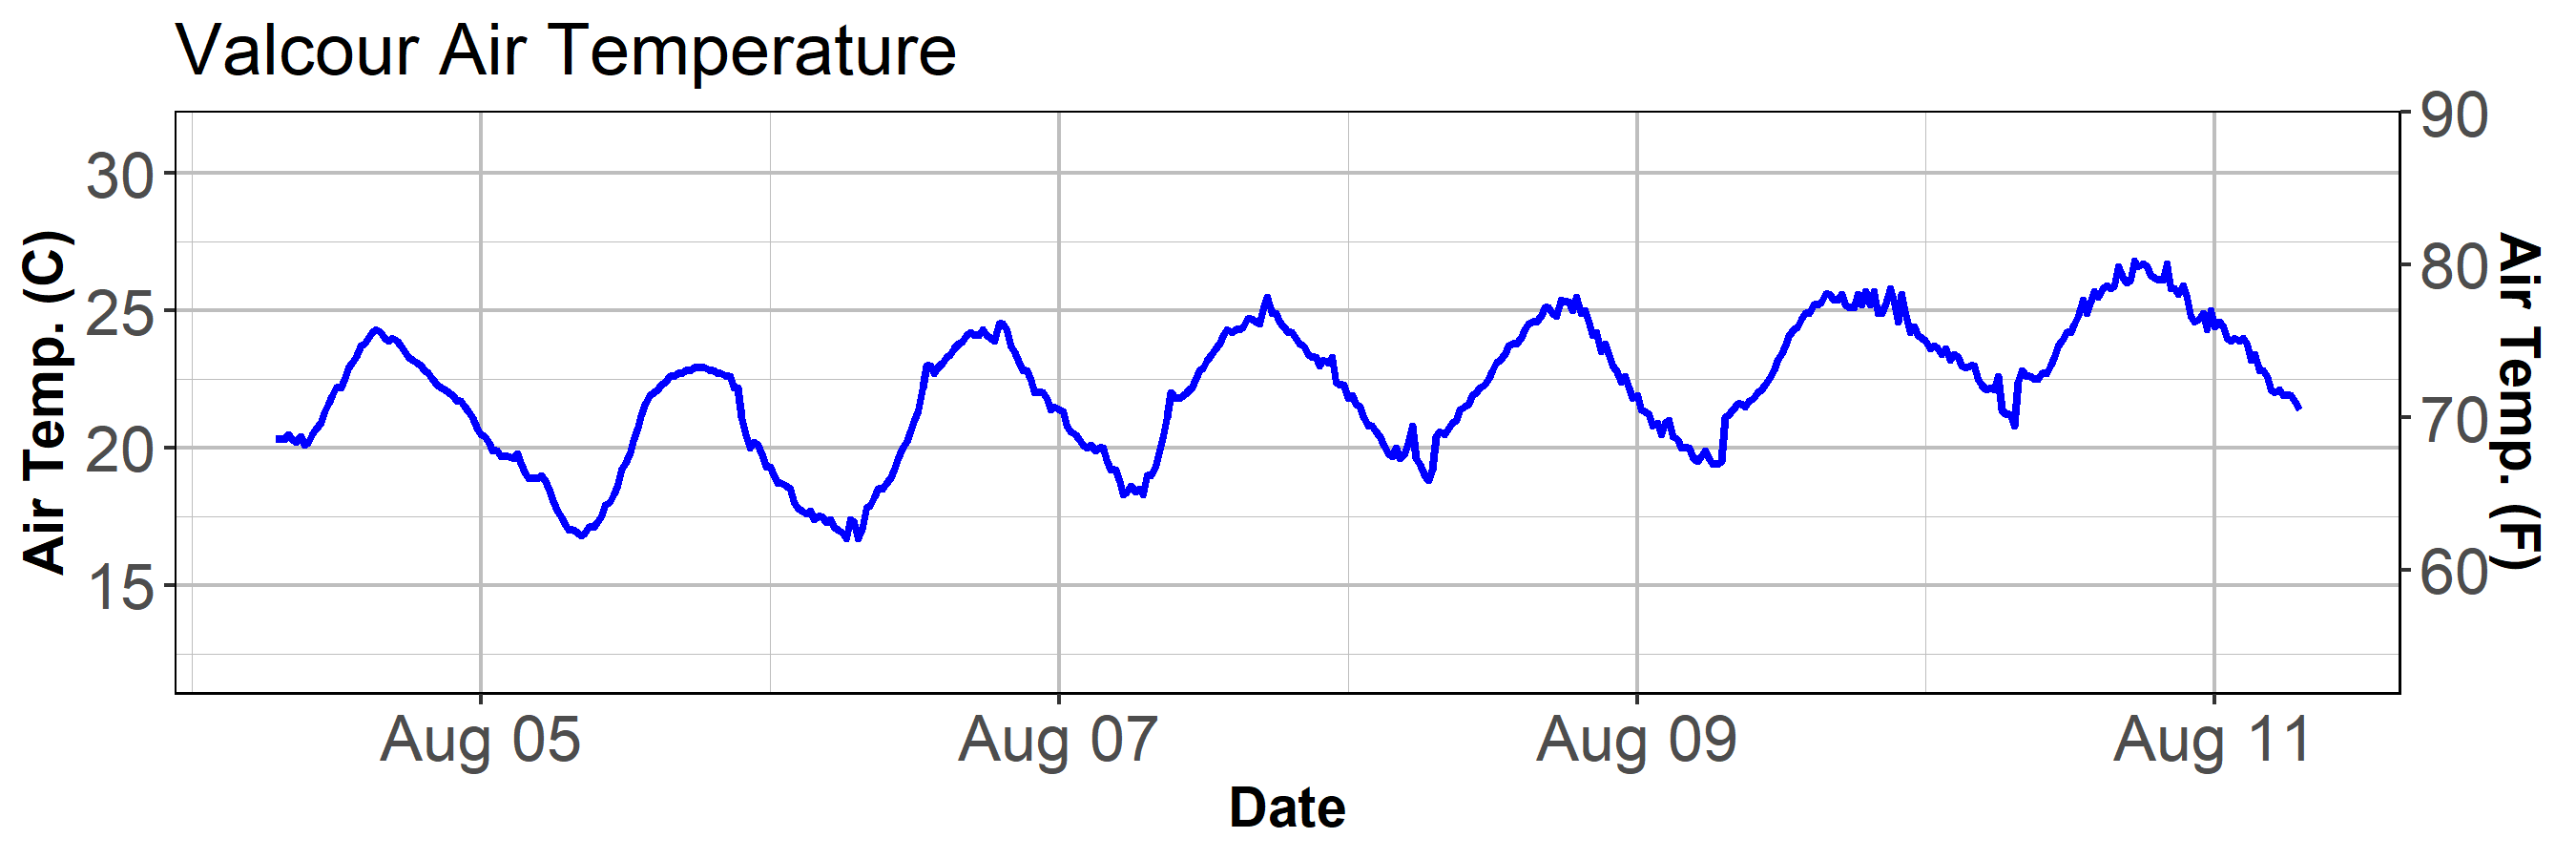 Valcour Air Temperature
Air Temp. (C)
30
25
20
15
90
80
70
60
Air Temp. (F)
Aug 05 Aug 07 Aug 09 Aug 11
Date